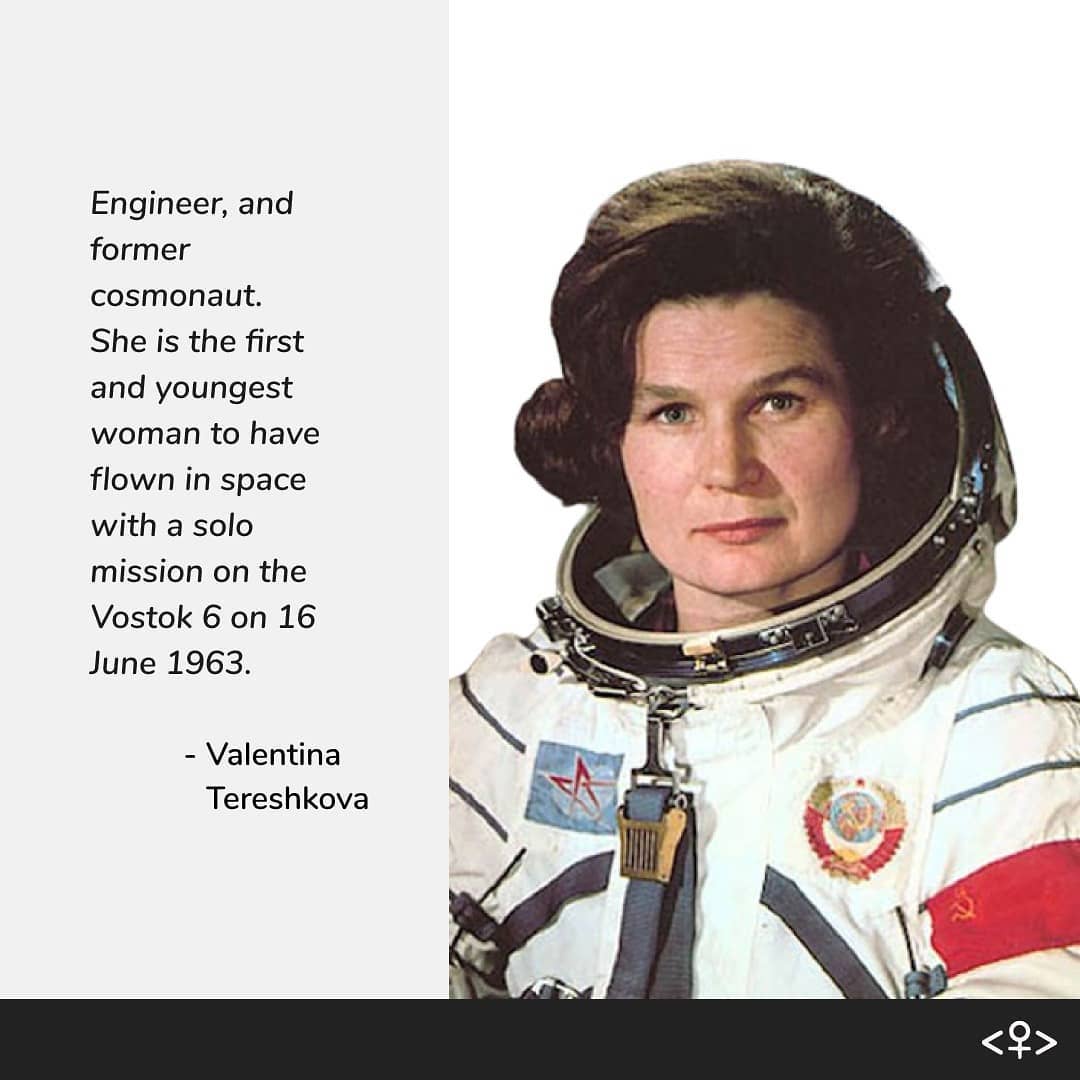 Engineer, and
former
cosmonaut.
She is the first
and youngest
woman to have
flown in space
with a solo
mission on the
Vostok 6 on 16
June 1963.
- Valentina
Tereshkova